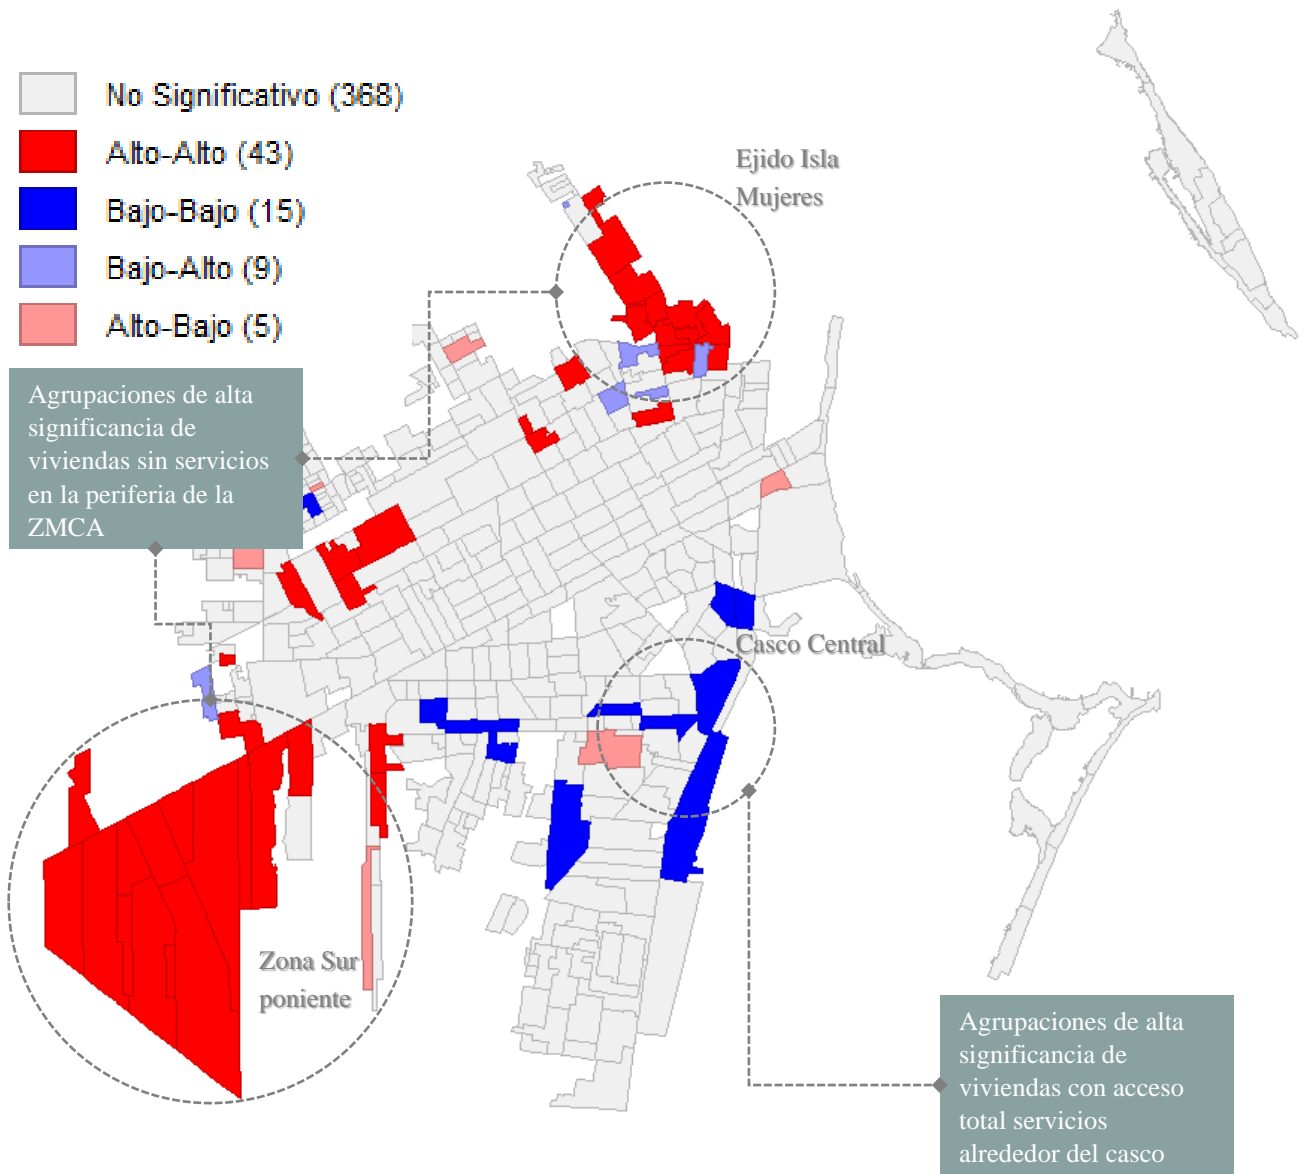 No Significativo (368)
Alto-Alto (43)
Bajo-Bajo (15)
Bajo-Alto (9)
Alto-Bajo (5)
Ejido Isla
Mujeres
Agrupaciones de alta
significancia de
viviendas sin servicios
en la periferia de la
ZMCA
Casco Central
Zona Sur
poniente
Agrupaciones de alta
significancia de
viviendas con acceso
total servicios
alrededor del casco